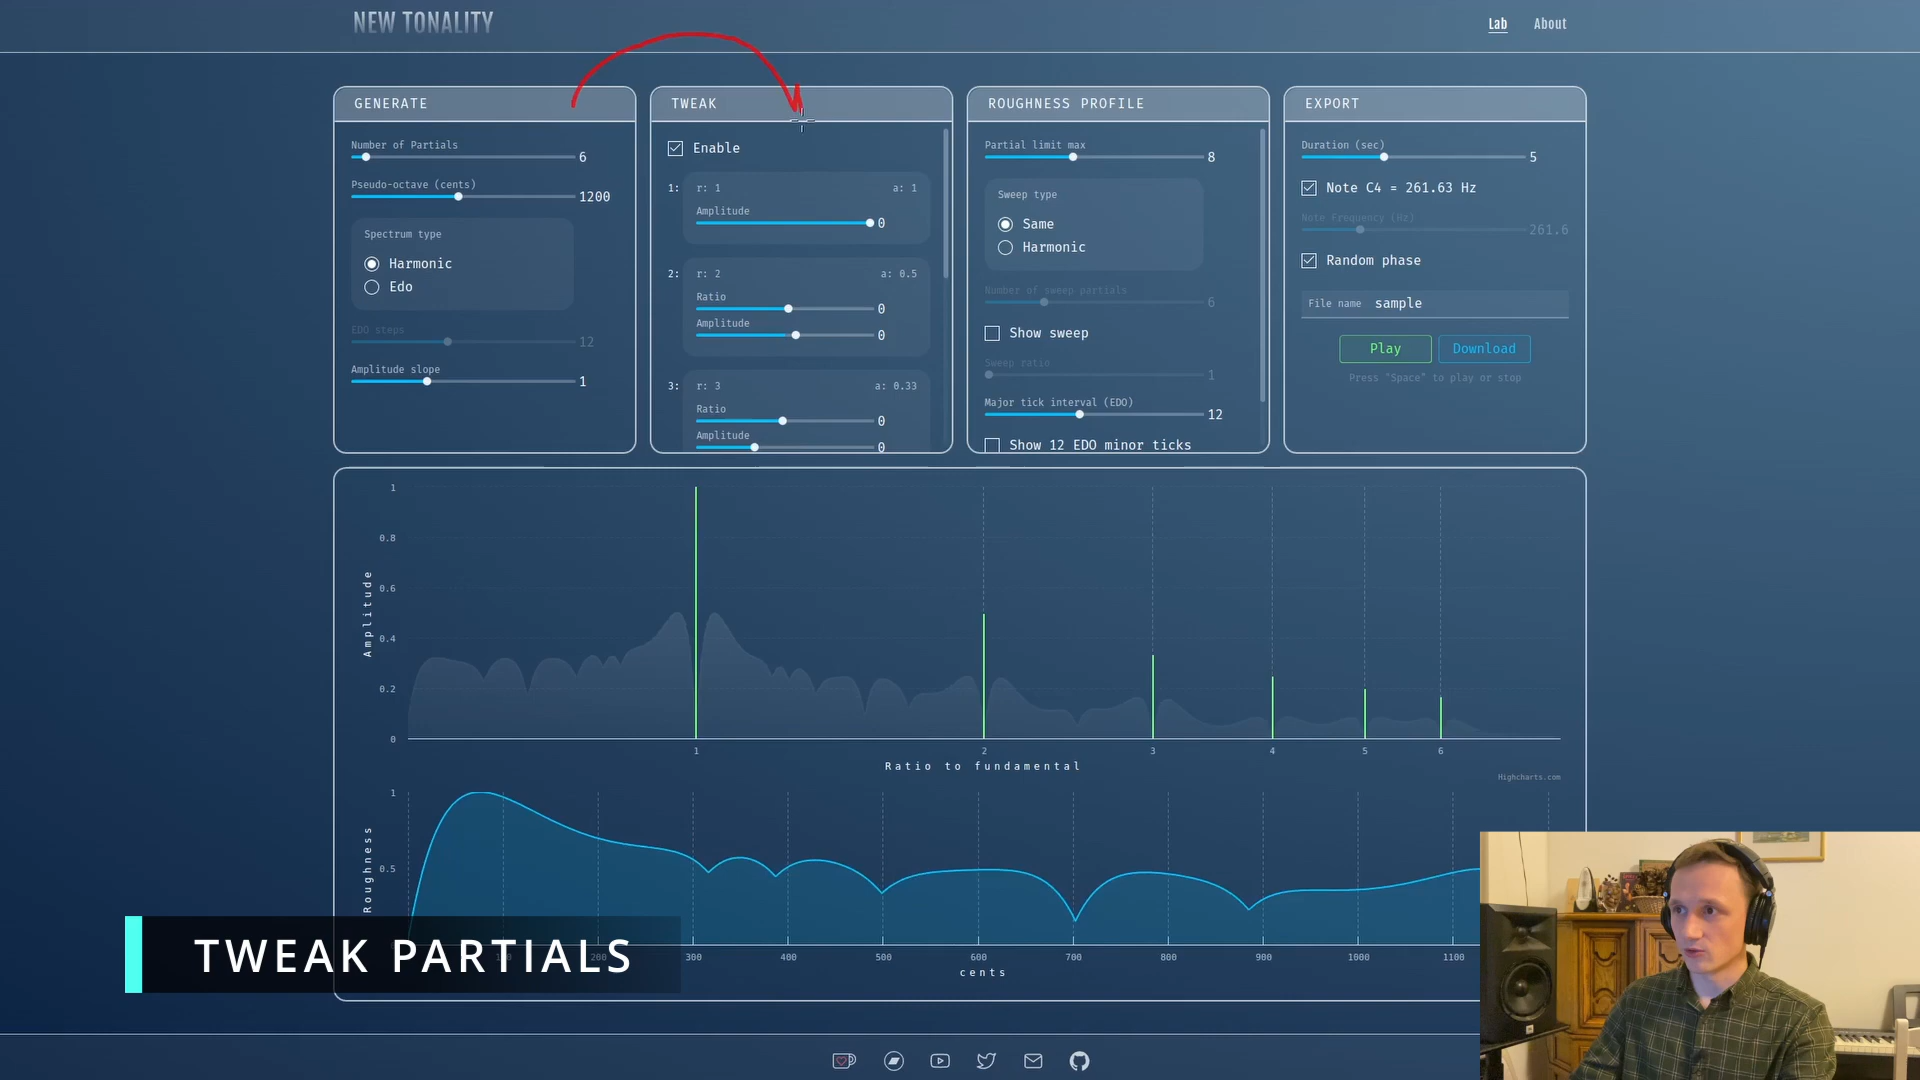 NEW TONALITY
Lab
About
GENERATE
Number of Partials
6
Pseudo-octave (cents)
1200
Spectrum type
Harmonic
Edo
EDO steps
12
Amplitude slope
1
TWEAK
Enable
1:
r: 1
a: 1
Amplitude
0
2:
r: 2
a: 0.5
Ratio
0
Amplitude
0
3:
r: 3
a: 0.33
Ratio
0
Amplitude
0
ROUGHNESS PROFILE
Partial limit max
8
Sweep type
Same
Harmonic
Number of sweep partials
6
Show sweep
Sweep ratio
1
Major tick interval (EDO)
12
Show 12 EDO minor ticks
EXPORT
Duration (sec)
5
Note C4 = 261.63 Hz
Note Frequency (Hz)
261.6
Random phase
File name sample
Play
Download
Press "Space" to play or stop
Amplitude
1
0.8
0.6
0.4
0.2
0
1 2 3 4 5 6
Ratio to fundamental
Highcharts.com
Roughness
1
0.5
TWEAK PARTIALS
200 300 400 500 600 700 800 900 1000 1100
cents